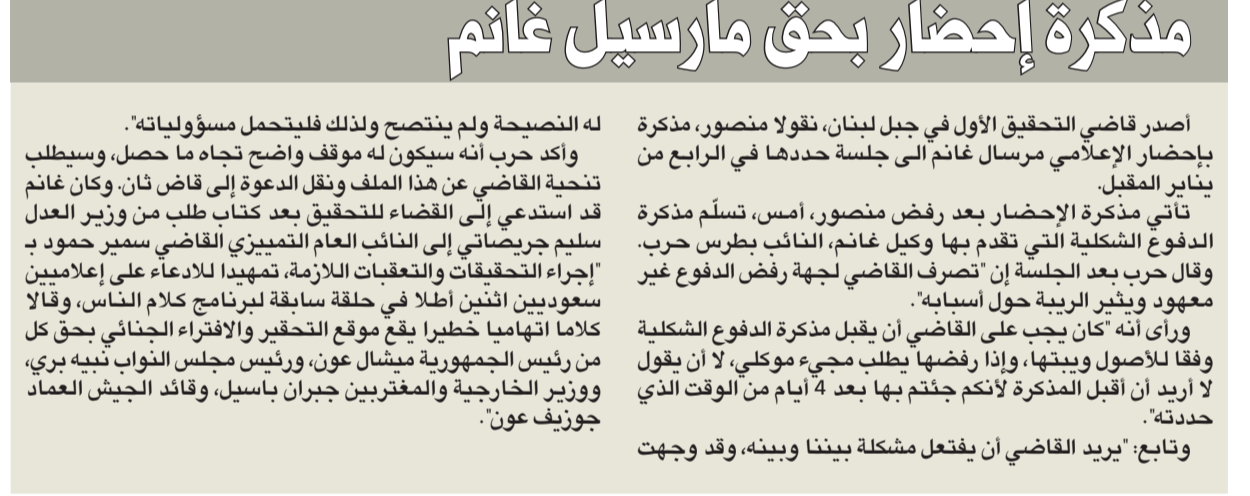 مذكرة إحضار بحق مارسيل غانم
أصدر قاضي التحقيق الأول في جبل لبنان، نقولا منصور، مذكرة
بإحضار الإعلامي مرسال غانم الى جلسة حددها في الرابع من
يناير المقبل.
تأتي مذكرة الإحضار بعد رفض منصور، أمس، تسلّم مذكرة
الدفوع الشكلية التي تقدم بها وكيل غانم، النائب بطرس حرب.
وقال حرب بعد الجلسة إن "تصرف القاضي لجهة رفض الدفوع غير
معهود ويثير الريبة حول أسبابه".
ورأى أنه "كان يجب على القاضي أن يقبل مذكرة الدفوع الشكلية
وفقا للأصول ويبتها، وإذا رفضها يطلب مجيء موكلي، لا أن يقول
لا أريد أن أقبل المذكرة لأنكم جئتم بها بعد 4 أيام من الوقت الذي
حددته".
وتابع: "يريد القاضي أن يفتعل مشكلة بيننا وبينه، وقد وجهت
له النصيحة ولم ينتصح ولذلك فليتحمل مسؤولياته".
وأكد حرب أنه سيكون له موقف واضح تجاه ما حصل، وسيطلب
تنحية القاضي عن هذا الملف ونقل الدعوة إلى قاض ثان. وكان غانم
قد استدعي إلى القضاء للتحقيق بعد كتاب طلب من وزير العدل
سليم جريصاتي إلى النائب العام التمييزي القاضي سمير حمود بـ
"إجراء التحقيقات والتعقبات اللازمة، تمهيدا للادعاء على إعلاميين
سعوديين اثنين أطلا في حلقة سابقة لبرنامج كلام الناس، وقالا
كلاما اتهاميا خطيرا يقع موقع التحقير والافتراء الجنائي بحق كل
من رئيس الجمهورية ميشال عون، ورئيس مجلس النواب نبيه بري،
ووزير الخارجية والمغتربين جبران باسيل، وقائد الجيش العماد
جوزيف عون".